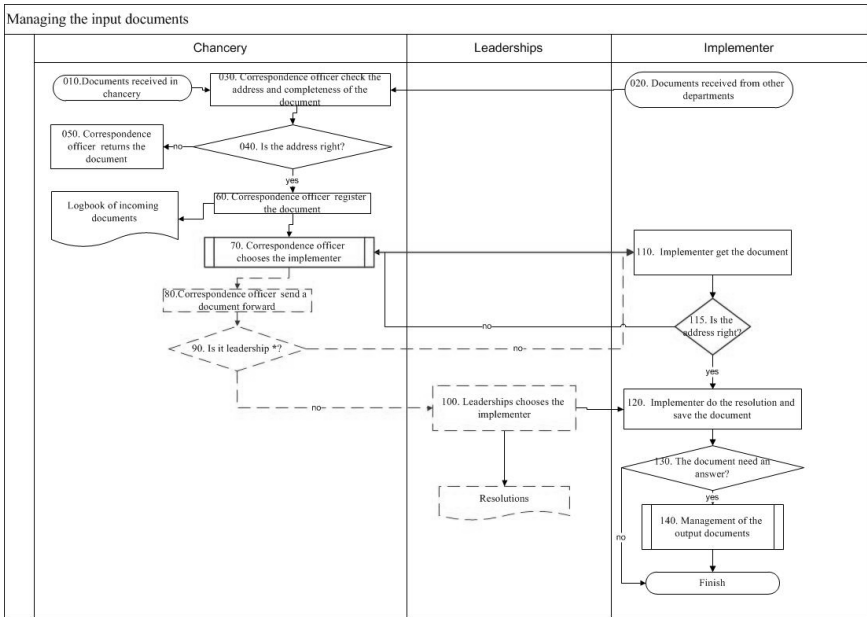 Managing the input documents
Chancery
Leaderships
Implementer
010.Documents received in
chancery
030. Correspondence officer check the
address and completeness of the
document
020. Documents received from other
departments
050. Correspondence
officer returns the
document
no
040. Is the address right?
yes
Logbook of incoming
documents
60. Correspondence officer register
the document
70. Correspondence officer
chooses the implementer
110. Implementer get the document
80.Correspondence officer send a
document forward
115. Is the
address right?
no
90. Is it leadership *?
no
yes
no
100. Leaderships chooses the
implementer
120. Implementer do the resolution and
save the document
130. The document need an
answer?
Resolutions
yes
140. Management of the
output documents
no
Finish